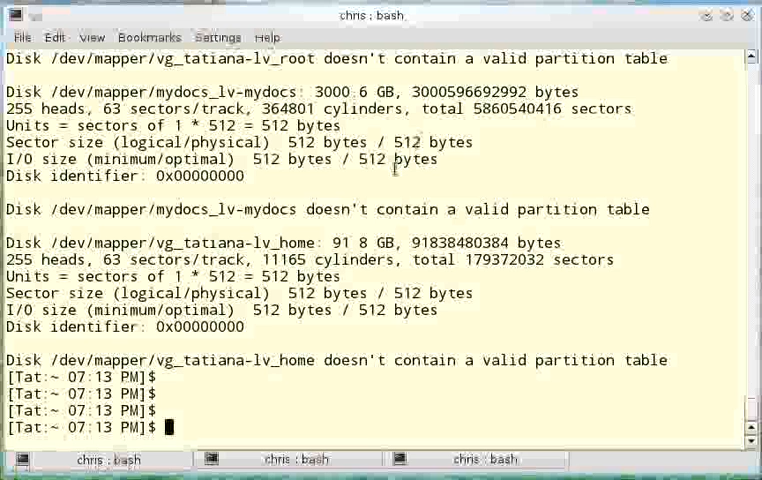 chris : bash
File Edit View Bookmarks Settings Help
Disk /dev/mapper/vg_tatiana-lv_root doesn't contain a valid partition table
Disk /dev/mapper/mydocs_lv-mydocs: 3000 6 GB, 3000596692992 bytes
255 heads, 63 sectors/track, 364801 cylinders, total 5860540416 sectors
Units = sectors of 1 * 512 = 512 bytes
Sector size (logical/physical) 512 bytes / 512 bytes
I/O size (minimum/optimal) 512 bytes / 512 bytes
Disk identifier: 0x00000000
Disk /dev/mapper/mydocs_lv-mydocs doesn't contain a valid partition table
Disk /dev/mapper/vg_tatiana-lv_home: 91 8 GB, 91838480384 bytes
255 heads, 63 sectors/track, 11165 cylinders, total 179372032 sectors
Units = sectors of 1 * 512 = 512 bytes
Sector size (logical/physical) 512 bytes / 512 bytes
I/O size (minimum/optimal) 512 bytes / 512 bytes
Disk identifier: 0x00000000
Disk /dev/mapper/vg_tatiana-lv_home doesn't contain a valid partition table
[Tat:~ 07:13 PM]$
[Tat:~ 07:13 PM]$
[Tat:~ 07:13 PM]$
[Tat:~ 07:13 PM]$
chris : bash chris : bash chris : bash